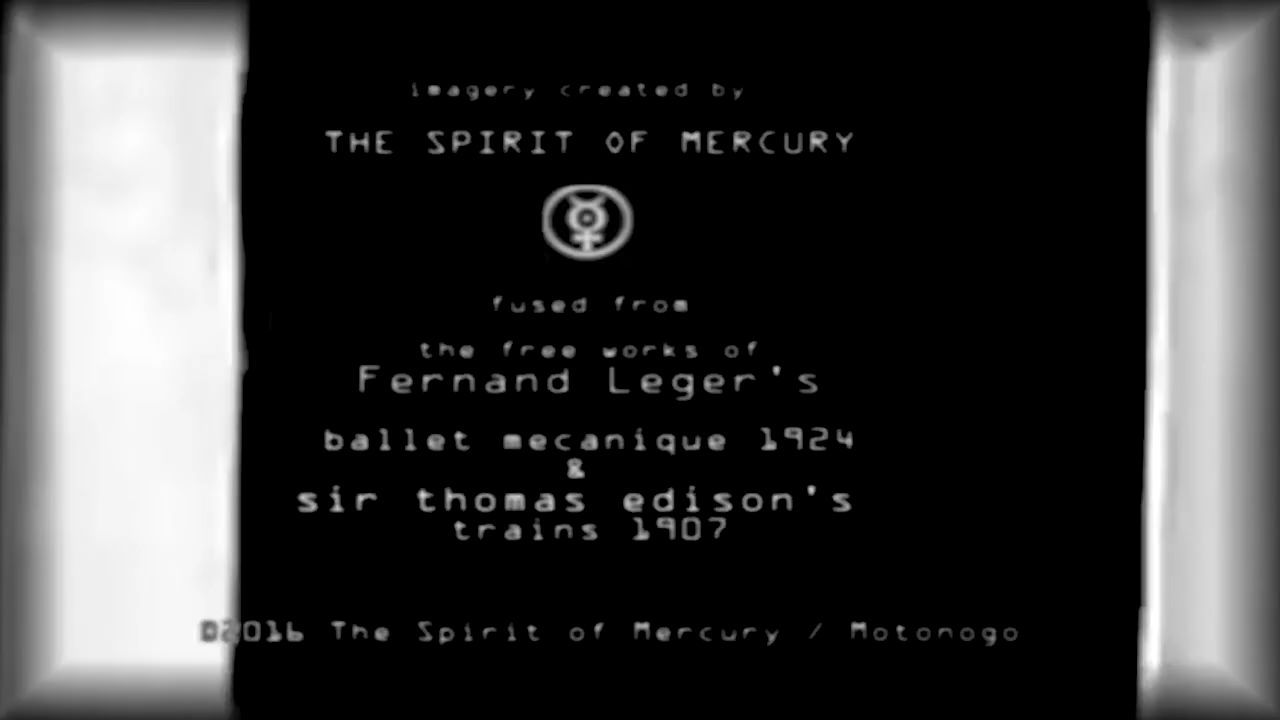 imagery created by
THE SPIRIT OF MERCURY
fused from
the free works of
Fernand Leger's
ballet mecanique 1924
&
sir thomas edison's
trains 1907
©2016 The Spirit of Mercury / Motonogo